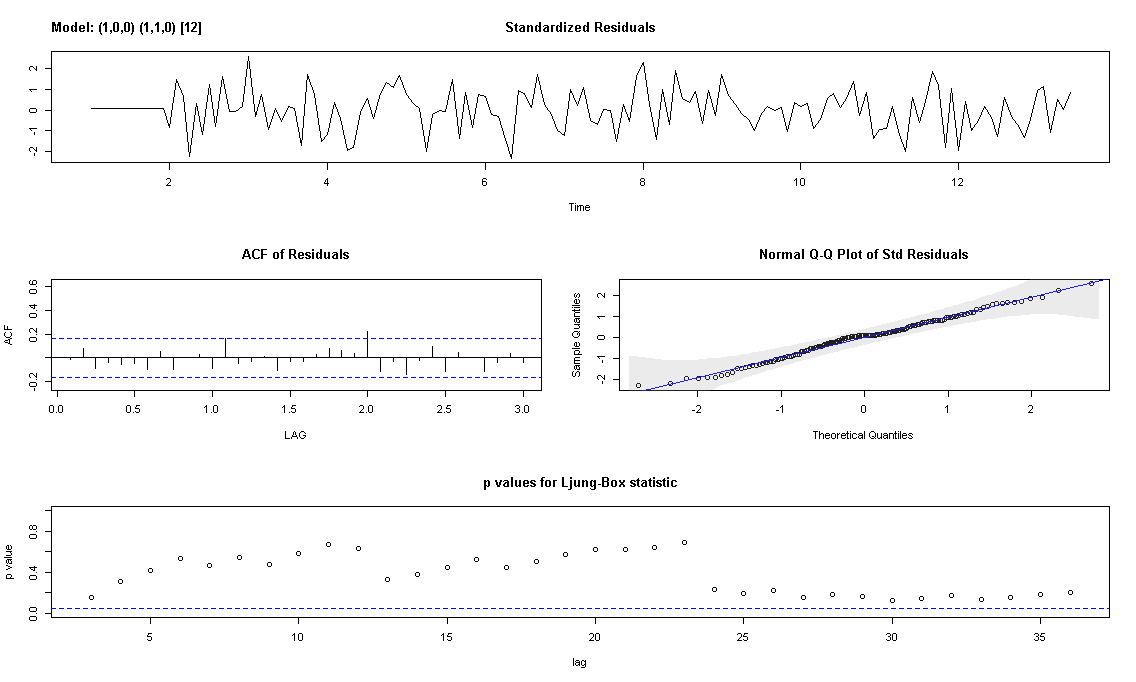 Model: (1,0,0) (1,1,0) [12]
Standardized Residuals
2
1
0
-1
-2
2 4 6 8 10 12
Time
ACF of Residuals
ACF
0.6
0.4
0.2
-0.2
0.0 0.5 1.0 1.5 2.0 2.5 3.0
LAG
Normal Q-Q Plot of Std Residuals
Sample Quantiles
2
1
0
-1
-2
-2 -1 0 1 2
Theoretical Quantiles
p values for Ljung-Box statistic
p value
0.8
0.4
0.0
5 10 15 20 25 30 35
lag